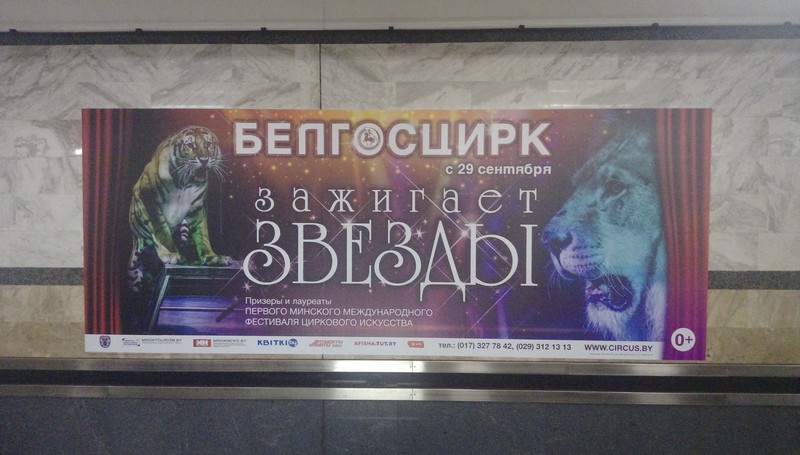 БЕЛГОСЦИРК
с 29 сентября
зажигает
ЗВЕЗДЫ
Призеры и лауреаты
ПЕРВОГО МИНСКОГО МЕЖДУНАРОДНОГО
ФЕСТИВАЛЯ ЦИРКОВОГО ИСКУССТВА
KBITKI AFISHA.TUT.BY тел.: (017) 327 78 42, (029) 312 13 13 WWW.CIRCUS.BY 0+